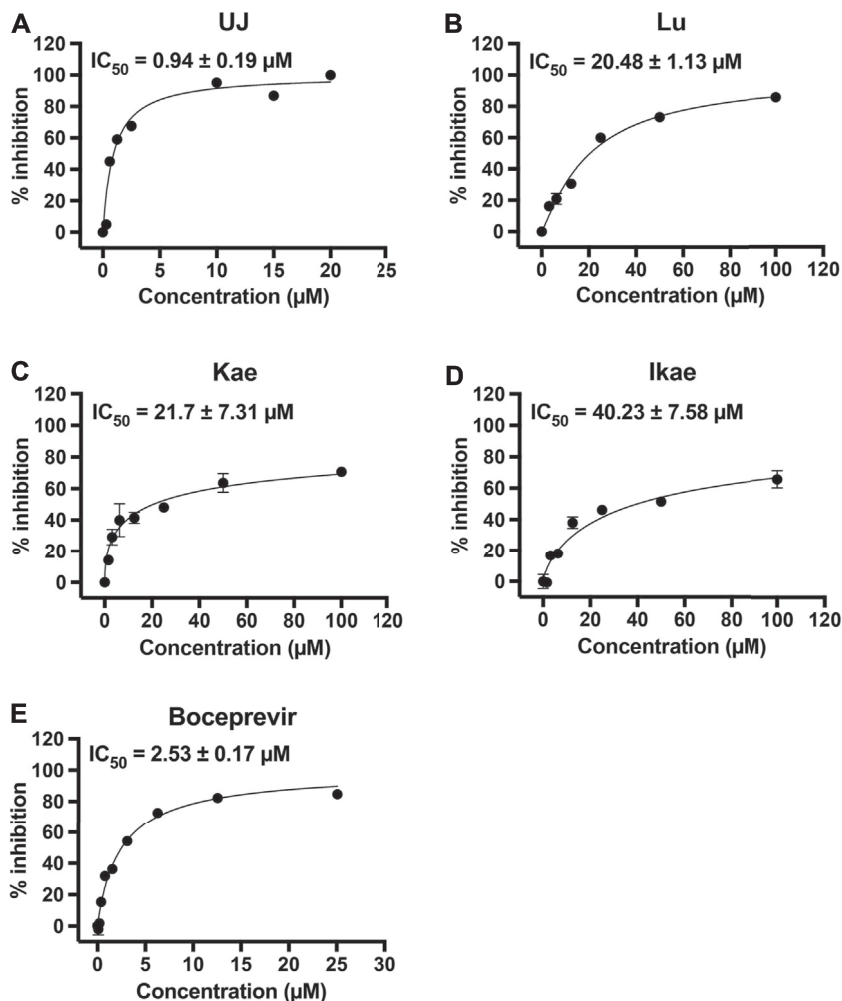 A
UJ
IC50 = 0.94 ± 0.19 µM
120
100
80
60
40
20
0
% inhibition
0 5 10 15 20 25
Concentration (µM)
B
Lu
IC50 = 20.48 ± 1.13 µM
120
100
80
60
40
20
0
% inhibition
0 20 40 60 80 100 120
Concentration (µM)
C
Kae
IC50 = 21.7 ± 7.31 µM
120
100
80
60
40
20
0
% inhibition
0 20 40 60 80 100 120
Concentration (µM)
D
Ikae
IC50 = 40.23 ± 7.58 µM
120
100
80
60
40
20
0
% inhibition
0 20 40 60 80 100 120
Concentration (µM)
E
Boceprevir
IC50 = 2.53 ± 0.17 µM
120
100
80
60
40
20
0
% inhibition
0 5 10 15 20 25 30
Concentration (µM)